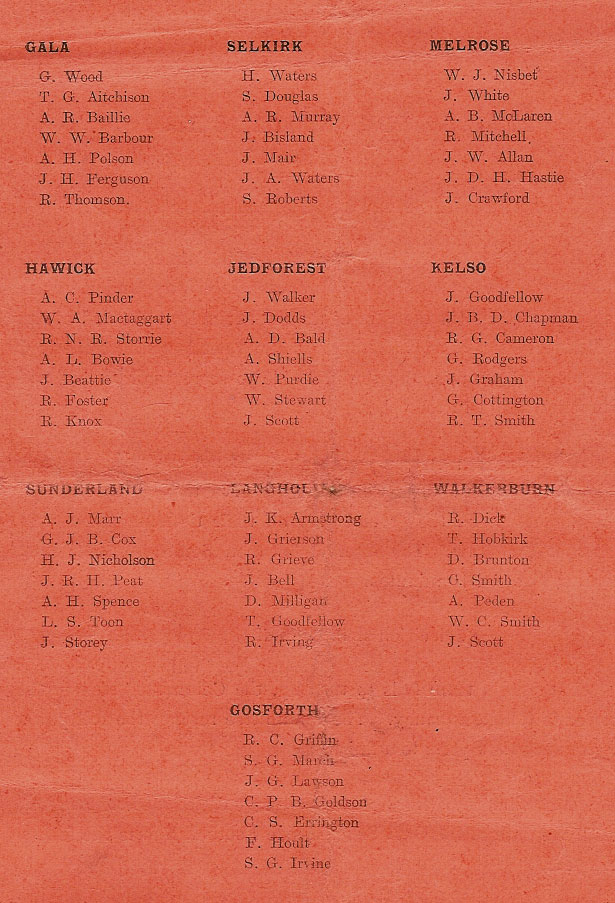 GALA
G. Wood
T. G. Aitchison
A. R. Baillie
W. W. Barbour
A. H. Polson
J. H. Ferguson
R. Thomson.
SELKIRK
H. Waters
S. Douglas
A. R. Murray
J. Bisland
J. Mair
J. A. Waters
S. Roberts
MELROSE
W. J. Nisbet
J. White
A. B. McLaren
R. Mitchell
J. W. Allan
J. D. H. Hastie
J. Crawford
HAWICK
A. C. Pinder
W. A. Mactaggart
R. N. R. Storrie
A. L. Bowie
J. Beattie
R. Foster
R. Knox
JEDFOREST
J. Walker
J. Dodds
A. D. Bald
A. Shiells
W. Purdie
W. Stewart
J. Scott
KELSO
J. Goodfellow
J. B. D. Chapman
R. G. Cameron
G. Rodgers
J. Graham
G. Cottington
R. T. Smith
SUNDERLAND
A. J. Marr
G. J. B. Cox
H. J. Nicholson
J. R. H. Peat
A. H. Spence
L. S. Toon
J. Storey
LANGHOLM
J. K. Armstrong
J. Grierson
R. Grieve
J. Bell
D. Milligan
T. Goodfellow
R. Irving
WALKERBURN
R. Dick
T. Hobkirk
D. Brunton
G. Smith
A. Peden
W. C. Smith
J. Scott
GOSFORTH
R. C. Griffin
S. G. March
J. G. Lawson
C. P. B. Goldson
C. S. Errington
F. Hoult
S. G. Irvine